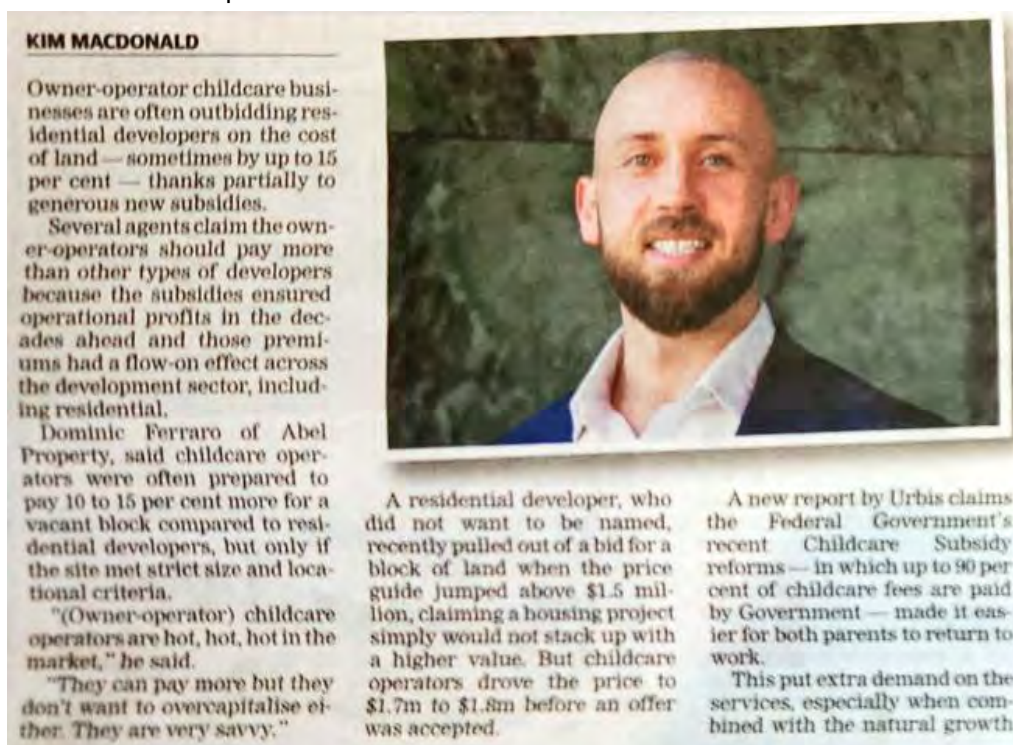 KIM MACDONALD
Owner-operator childcare busi-
nesses are often outbidding res-
idential developers on the cost
of land — sometimes by up to 15
per cent — thanks partially to
generous new subsidies.
Several agents claim the own-
er-operators should pay more
than other types of developers
because the subsidies ensured
operational profits in the dec-
ades ahead and those premi-
ums had a flow-on effect across
the development sector, includ-
ing residential.
Dominic Ferraro of Abel
Property, said childcare oper-
ators were often prepared to
pay 10 to 15 per cent more for a
vacant block compared to resi-
dential developers, but only if
the site met strict size and loca-
tional criteria.
"(Owner-operator) childcare
operators are hot, hot, hot in the
market," he said.
"They can pay more but they
don't want to overcapitalise ei-
ther. They are very savvy."
A residential developer, who
did not want to be named,
recently pulled out of a bid for a
block of land when the price
guide jumped above $1.5 mil-
lion, claiming a housing project
simply would not stack up with
a higher value. But childcare
operators drove the price to
$1.7m to $1.8m before an offer
was accepted.
A new report by Urbis claims
the Federal Government's
recent Childcare Subsidy
reforms — in which up to 90 per
cent of childcare fees are paid
by Government — made it eas-
ier for both parents to return to
work.
This put extra demand on the
services, especially when com-
bined with the natural growth